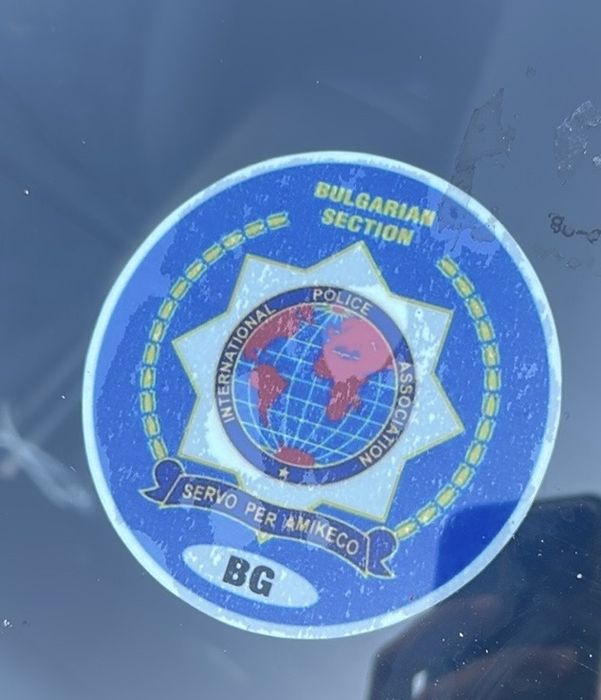 BULGARIAN
SECTION
INTERNATIONAL POLICE ASSOCIATION
SERVO PER AMIKECO
BG